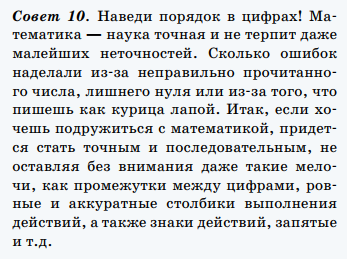 Совет 10. Наведи порядок в цифрах! Ма-
тематика — наука точная и не терпит даже
малейших неточностей. Сколько ошибок
наделали из-за неправильно прочитанно-
го числа, лишнего нуля или из-за того, что
пишешь как курица лапой. Итак, если хо-
чешь подружиться с математикой, придет-
ся стать точным и последовательным, не
оставляя без внимания даже такие мело-
чи, как промежутки между цифрами, ров-
ные и аккуратные столбики выполнения
действий, а также знаки действий, запятые
и т.д.